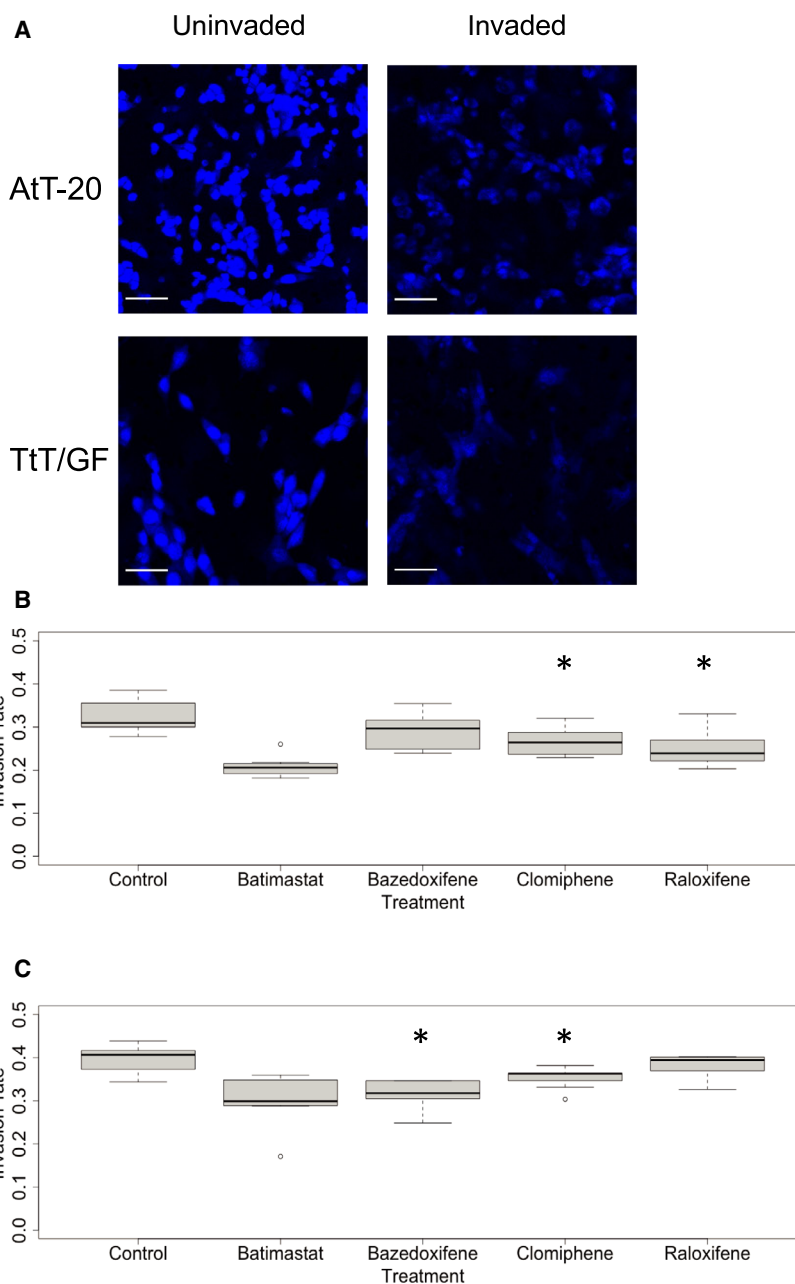 A
Uninvaded Invaded
AtT-20
TtT/GF
B
0.5
*
*
0.4
0.3
0.2
0.1
0.0
Control Batimastat Bazedoxifene Clomiphene Raloxifene
Treatment
C
0.5
*
*
0.4
0.3
0.2
0.1
0.0
Control Batimastat Bazedoxifene Clomiphene Raloxifene
Treatment